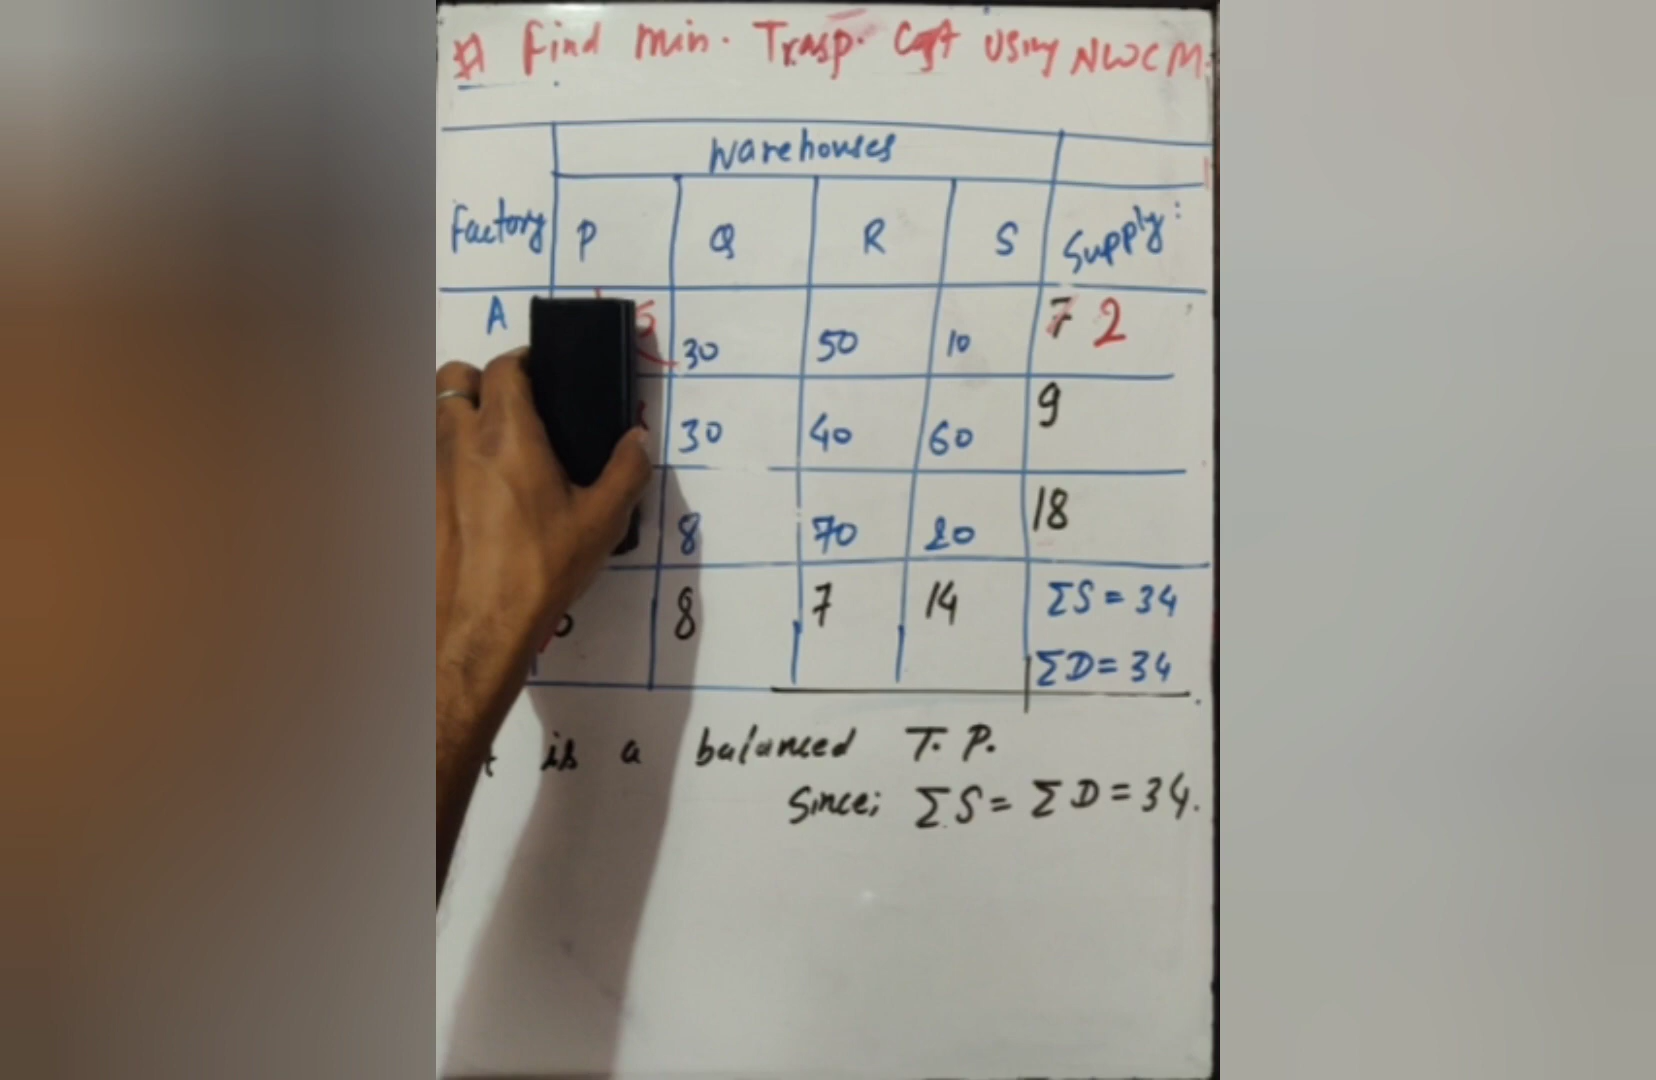 Find Min. Trasp. Cost Using NWCM.
Warehouses
Factory P Q R S Supply:
A 5 30 50 10 7 2
30 40 60 9
8 70 20 18
8 7 14 ΣS = 34
ΣD = 34
is a balanced T.P.
Since; ΣS = ΣD = 34.